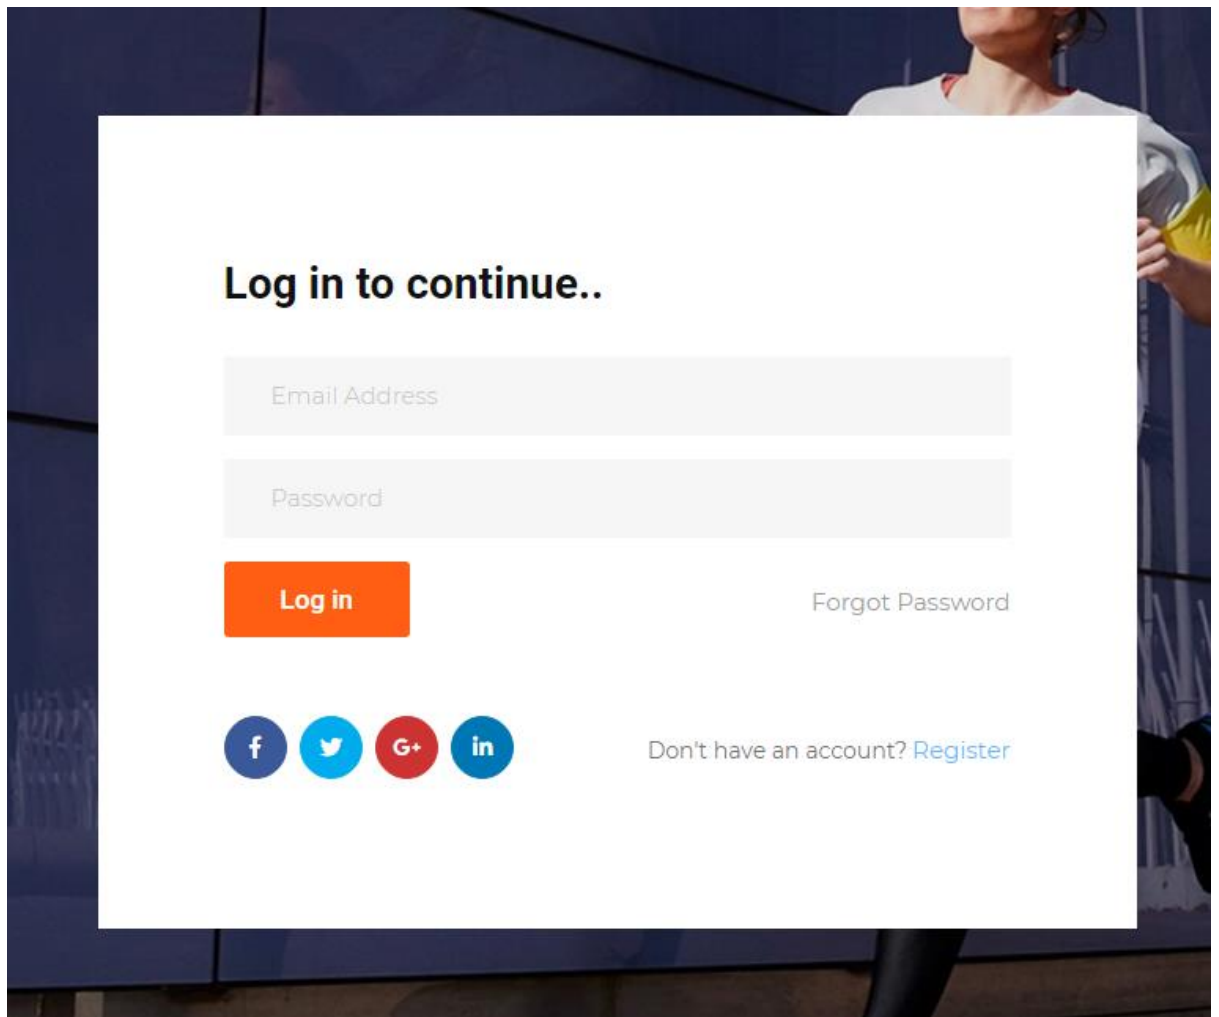 Log in to continue..
Email Address
Password
Log in
Forgot Password
f
G+
in
Don't have an account? Register